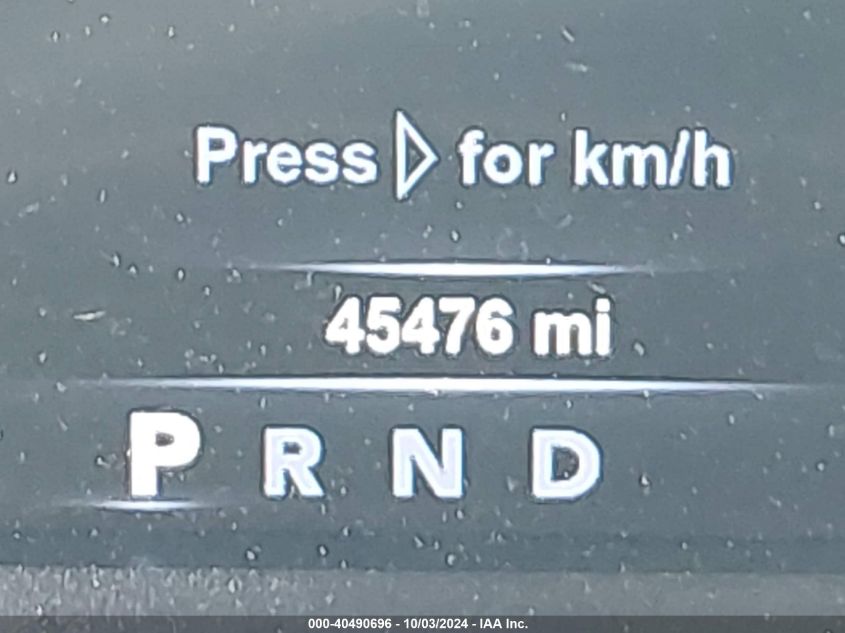 Press ▷ for km/h
45476 mi
P R N D
000-40490696 - 10/03/2024 - IAA Inc.